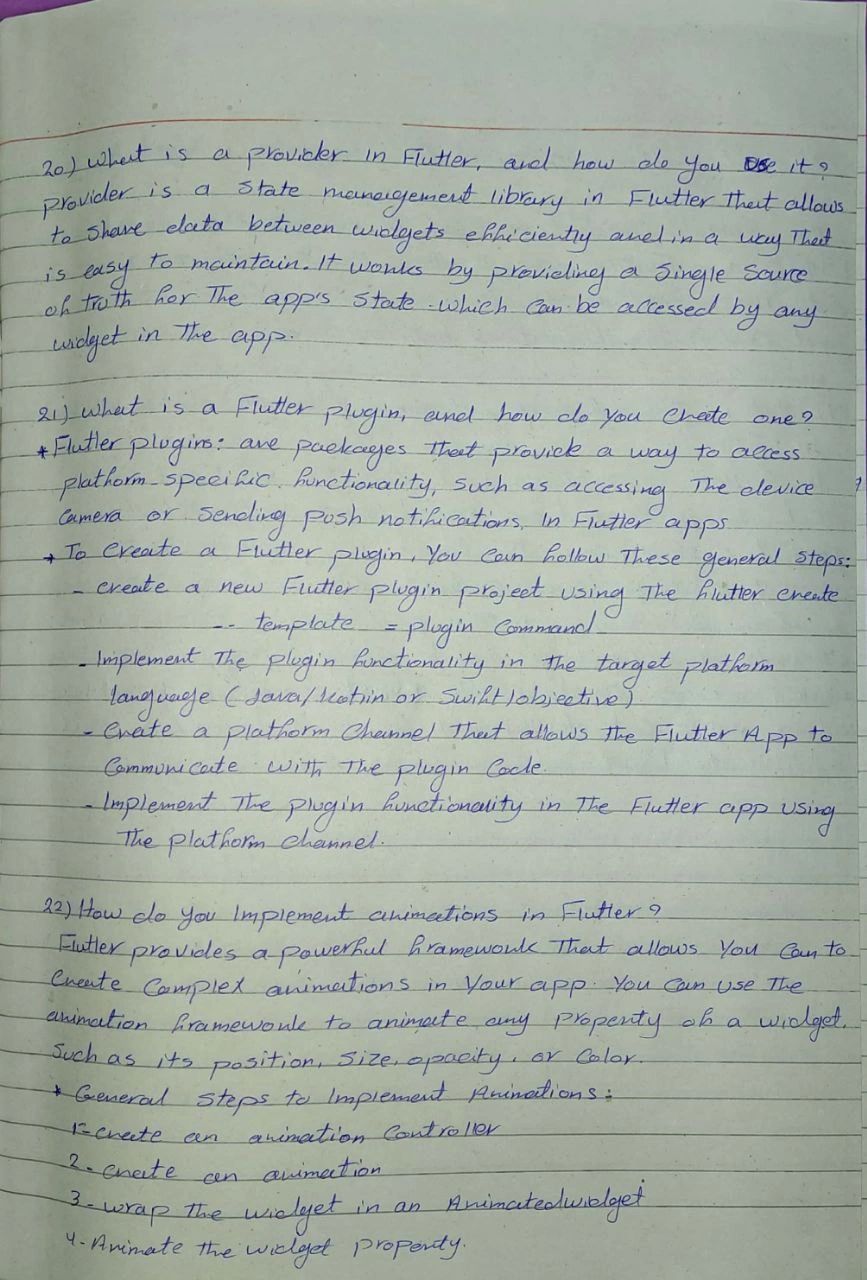 20) What is a provider in Flutter, and how do you use it?
provider is a State management library in Flutter That allows
to Share data between widgets efficiently and in a way That
is easy to maintain. It works by providing a Single Source
of truth for The app's State which can be accessed by any
widget in The app.
21) What is a Flutter plugin, and how do you Create one?
* Flutter plugins: are packages That provide a way to access
platform-specific functionality, such as accessing The device
Camera or Sending push notifications, In Flutter apps
* To Create a Flutter plugin, You Can follow These general steps:
- create a new Flutter plugin project using The flutter create
-- template = plugin Command
- Implement The plugin functionality in The target platform
language (Java/Kotlin or Swift/objective)
- Create a platform Channel That allows The Flutter App to
Communicate with The plugin Code.
- Implement The plugin functionality in The Flutter app using
The platform channel.
22) How do you Implement animations in Flutter?
Flutter provides a powerful framework That allows You Can to
Create Complex animations in Your app. You Can use The
animation framework to animate any property of a widget,
Such as its position, Size, opacity, or Color.
* General Steps to Implement Animations:
1- create an animation Controller
2- create an animation
3- wrap The widget in an Animatedwidget
4- Animate The widget property.